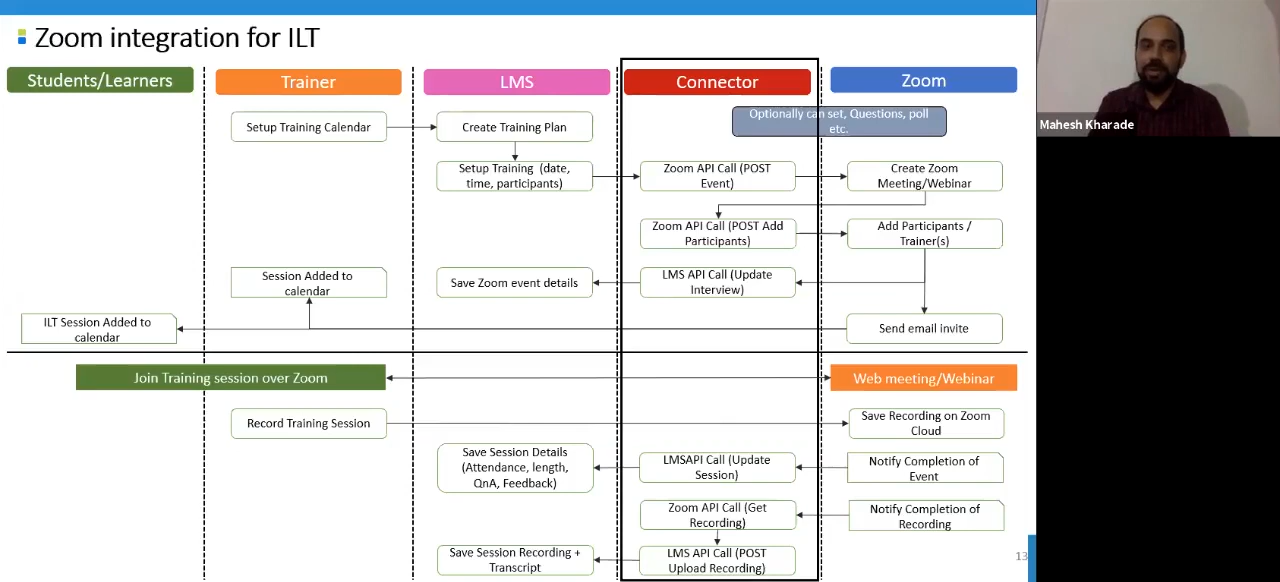 Zoom integration for ILT
Students/Learners
Trainer
LMS
Connector
Zoom
Mahesh Kharade
Optionally can set, Questions, poll
etc.
Setup Training Calendar
Create Training Plan
Setup Training (date,
time, participants)
Zoom API Call (POST
Event)
Create Zoom
Meeting/Webinar
Zoom API Call (POST Add
Participants)
Add Participants /
Trainer(s)
Session Added to
calendar
Save Zoom event details
LMS API Call (Update
Interview)
ILT Session Added to
calendar
Send email invite
Join Training session over Zoom
Web meeting/Webinar
Record Training Session
Save Recording on Zoom
Cloud
Save Session Details
(Attendance, length,
QnA, Feedback)
LMSAPI Call (Update
Session)
Notify Completion of
Event
Zoom API Call (Get
Recording)
Notify Completion of
Recording
Save Session Recording +
Transcript
LMS API Call (POST
Upload Recording)
13